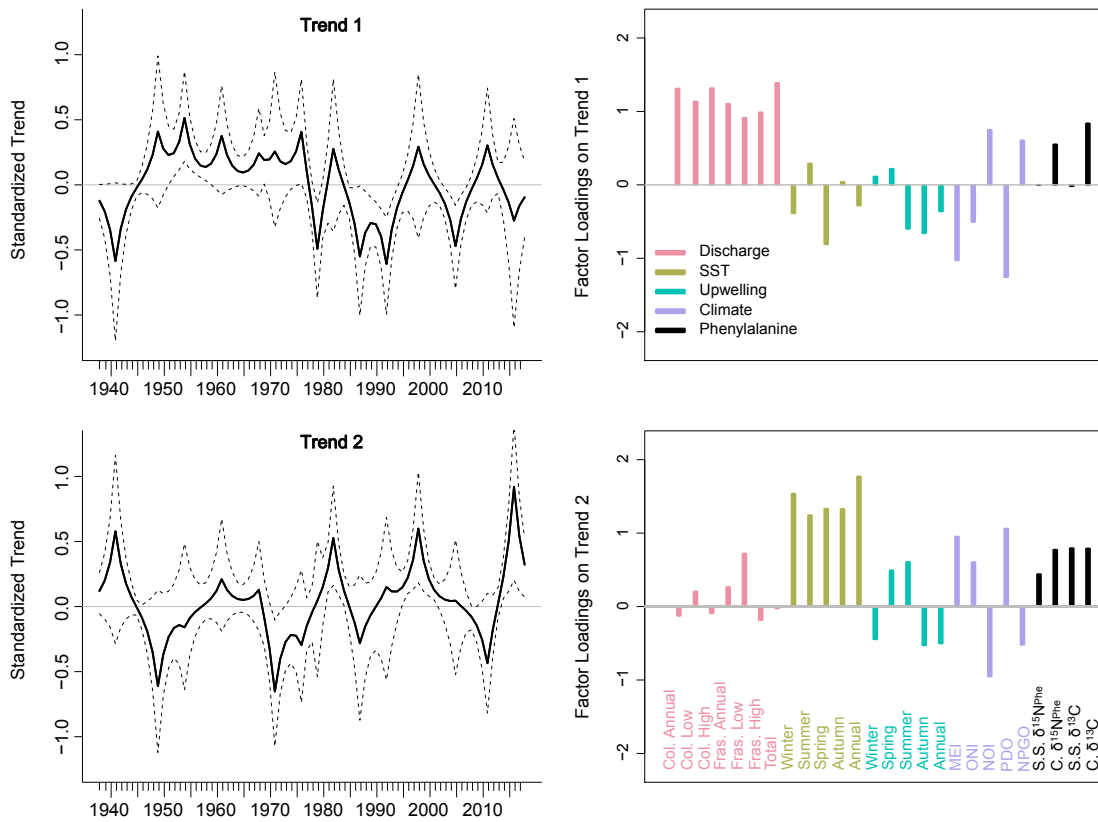 Trend 1
Standardized Trend
1.0
0.5
0.0
−0.5
−1.0
1940 1950 1960 1970 1980 1990 2000 2010
Factor Loadings on Trend 1
2
1
0
−1
−2
Discharge
SST
Upwelling
Climate
Phenylalanine
Trend 2
Standardized Trend
1.0
0.5
0.0
−0.5
−1.0
1940 1950 1960 1970 1980 1990 2000 2010
Factor Loadings on Trend 2
2
1
0
−1
−2
Col. Annual
Col. Low
Col. High
Fras. Annual
Fras. Low
Fras. High
Total
Winter
Summer
Spring
Autumn
Annual
Winter
Spring
Summer
Autumn
Annual
MEI
ONI
NOI
PDO
NPGO
S.S. δ¹⁵Nᴾʰᵉ
C. δ¹⁵Nᴾʰᵉ
S.S. δ¹³C
C. δ¹³C